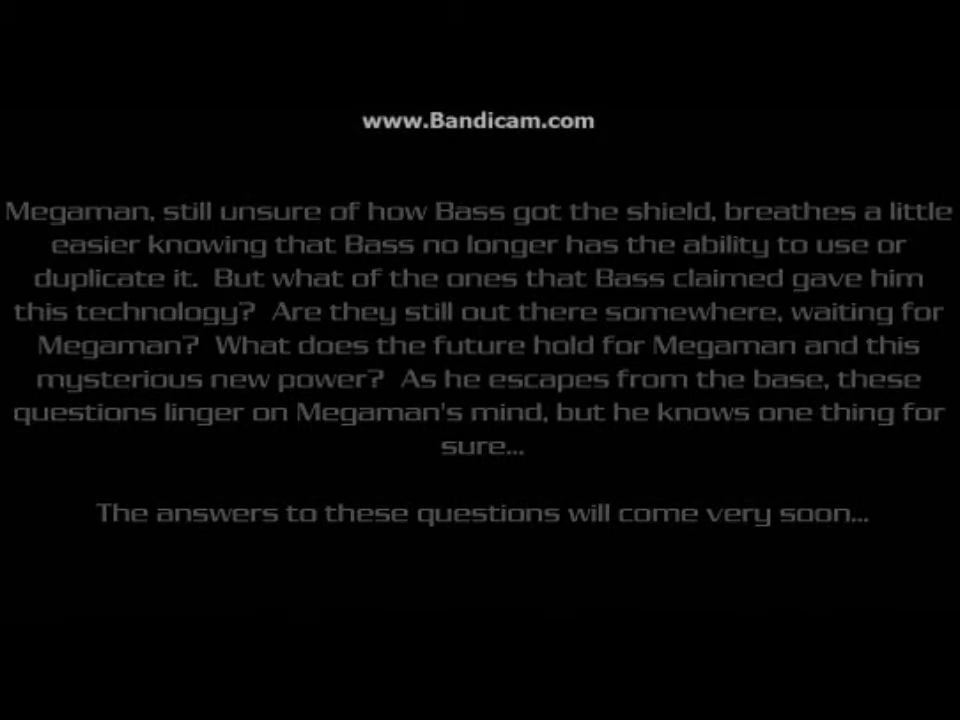 www.Bandicam.com
Megaman, still unsure of how Bass got the shield, breathes a little
easier knowing that Bass no longer has the ability to use or
duplicate it.  But what of the ones that Bass claimed gave him
this technology?  Are they still out there somewhere, waiting for
Megaman?  What does the future hold for Megaman and this
mysterious new power?  As he escapes from the base, these
questions linger on Megaman's mind, but he knows one thing for
sure...
The answers to these questions will come very soon...